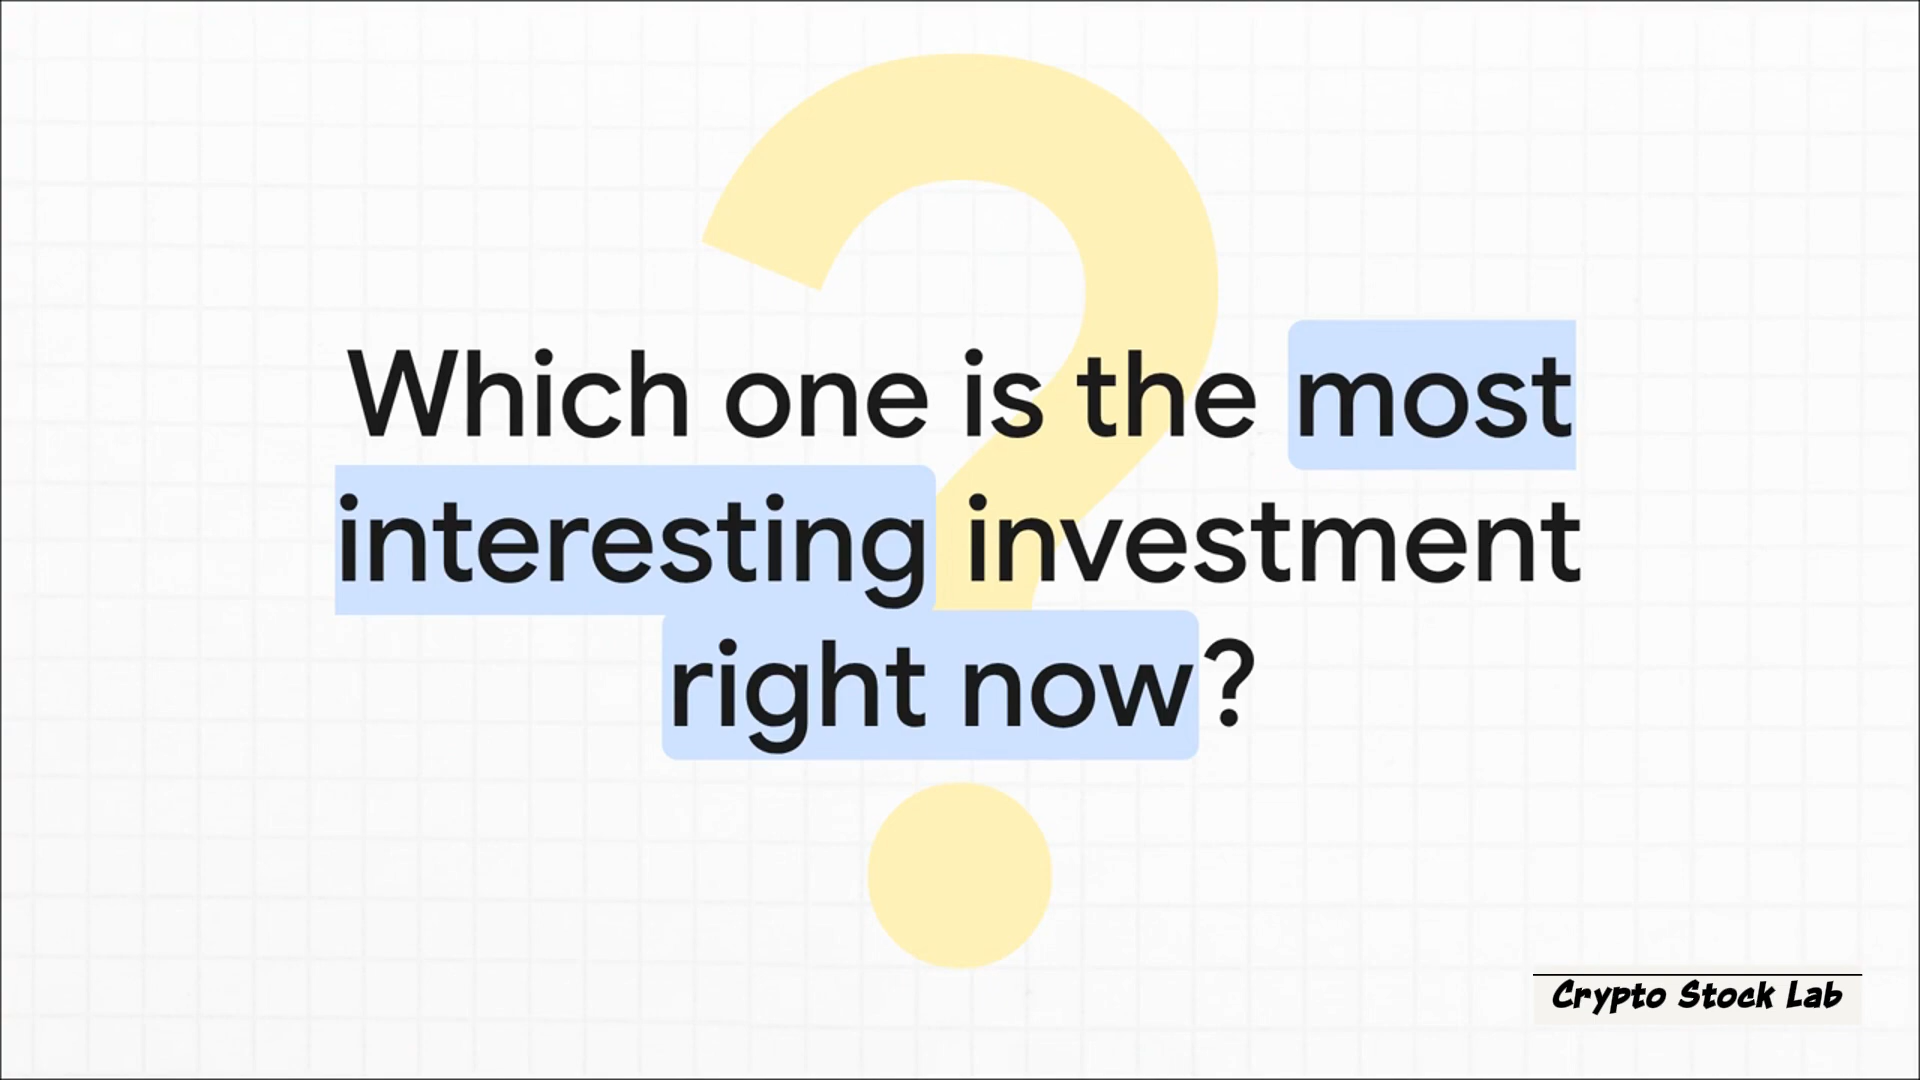 Which one is the most
interesting investment
right now?
Crypto Stock Lab